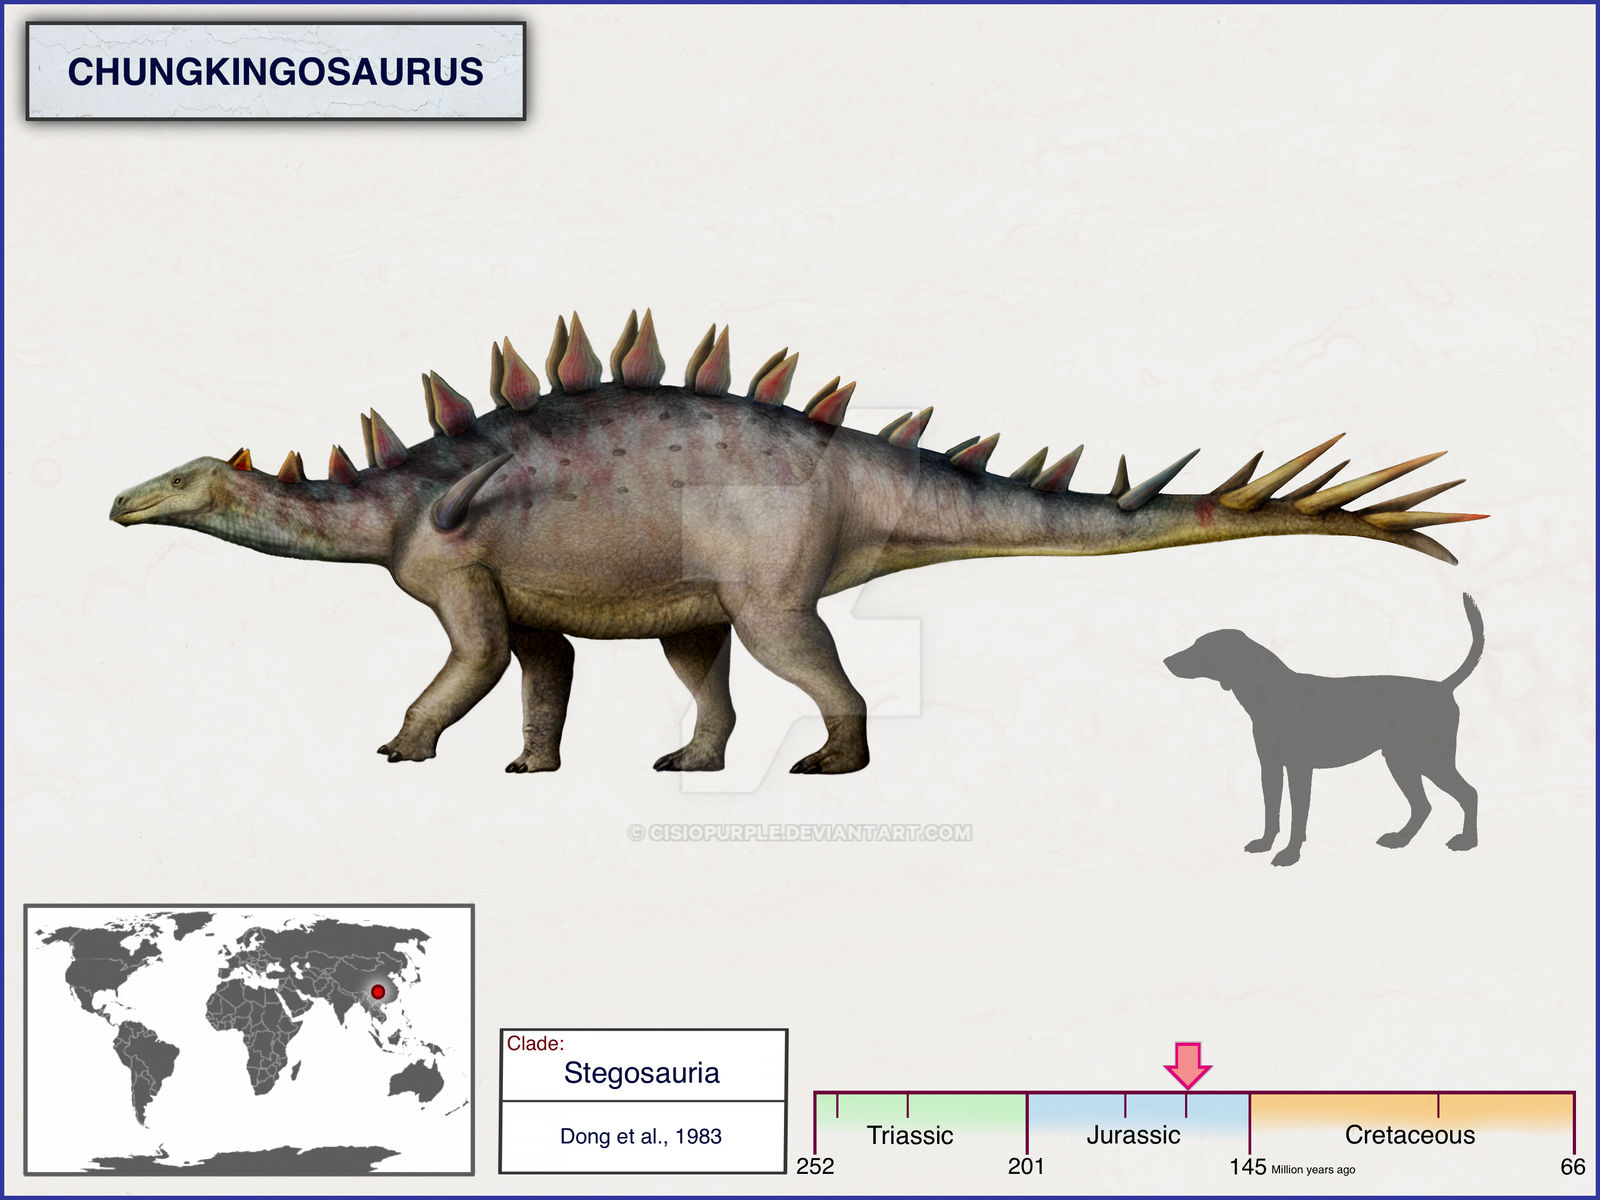 CHUNGKINGOSAURUS
© CISIOPURPLE.DEVIANTART.COM
Clade:
Stegosauria
Dong et al., 1983
Triassic
Jurassic
Cretaceous
252
201
145 Million years ago
66